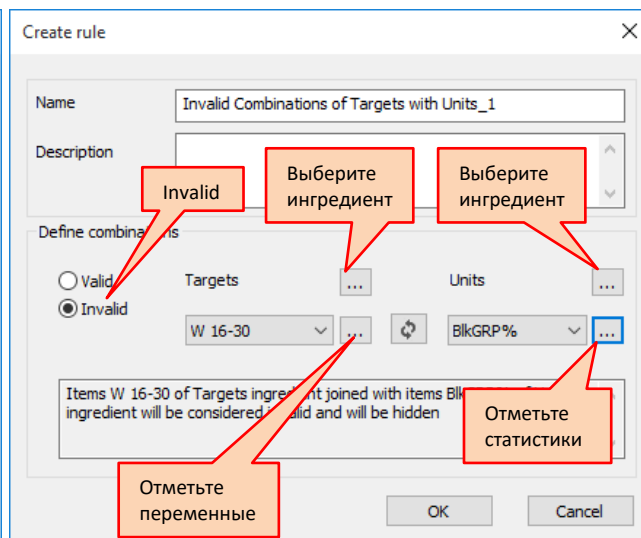 Create rule
Name
Invalid Combinations of Targets with Units_1
Description
Invalid
Выберите
ингредиент
Выберите
ингредиент
Define combinations
Valid
Targets
...
Units
...
Invalid
W 16-30
...
BlkGRP%
...
Items W 16-30 of Targets ingredient joined with items Bl
ingredient will be considered invalid and will be hidden
Отметьте
статистики
Отметьте
переменные
OK
Cancel